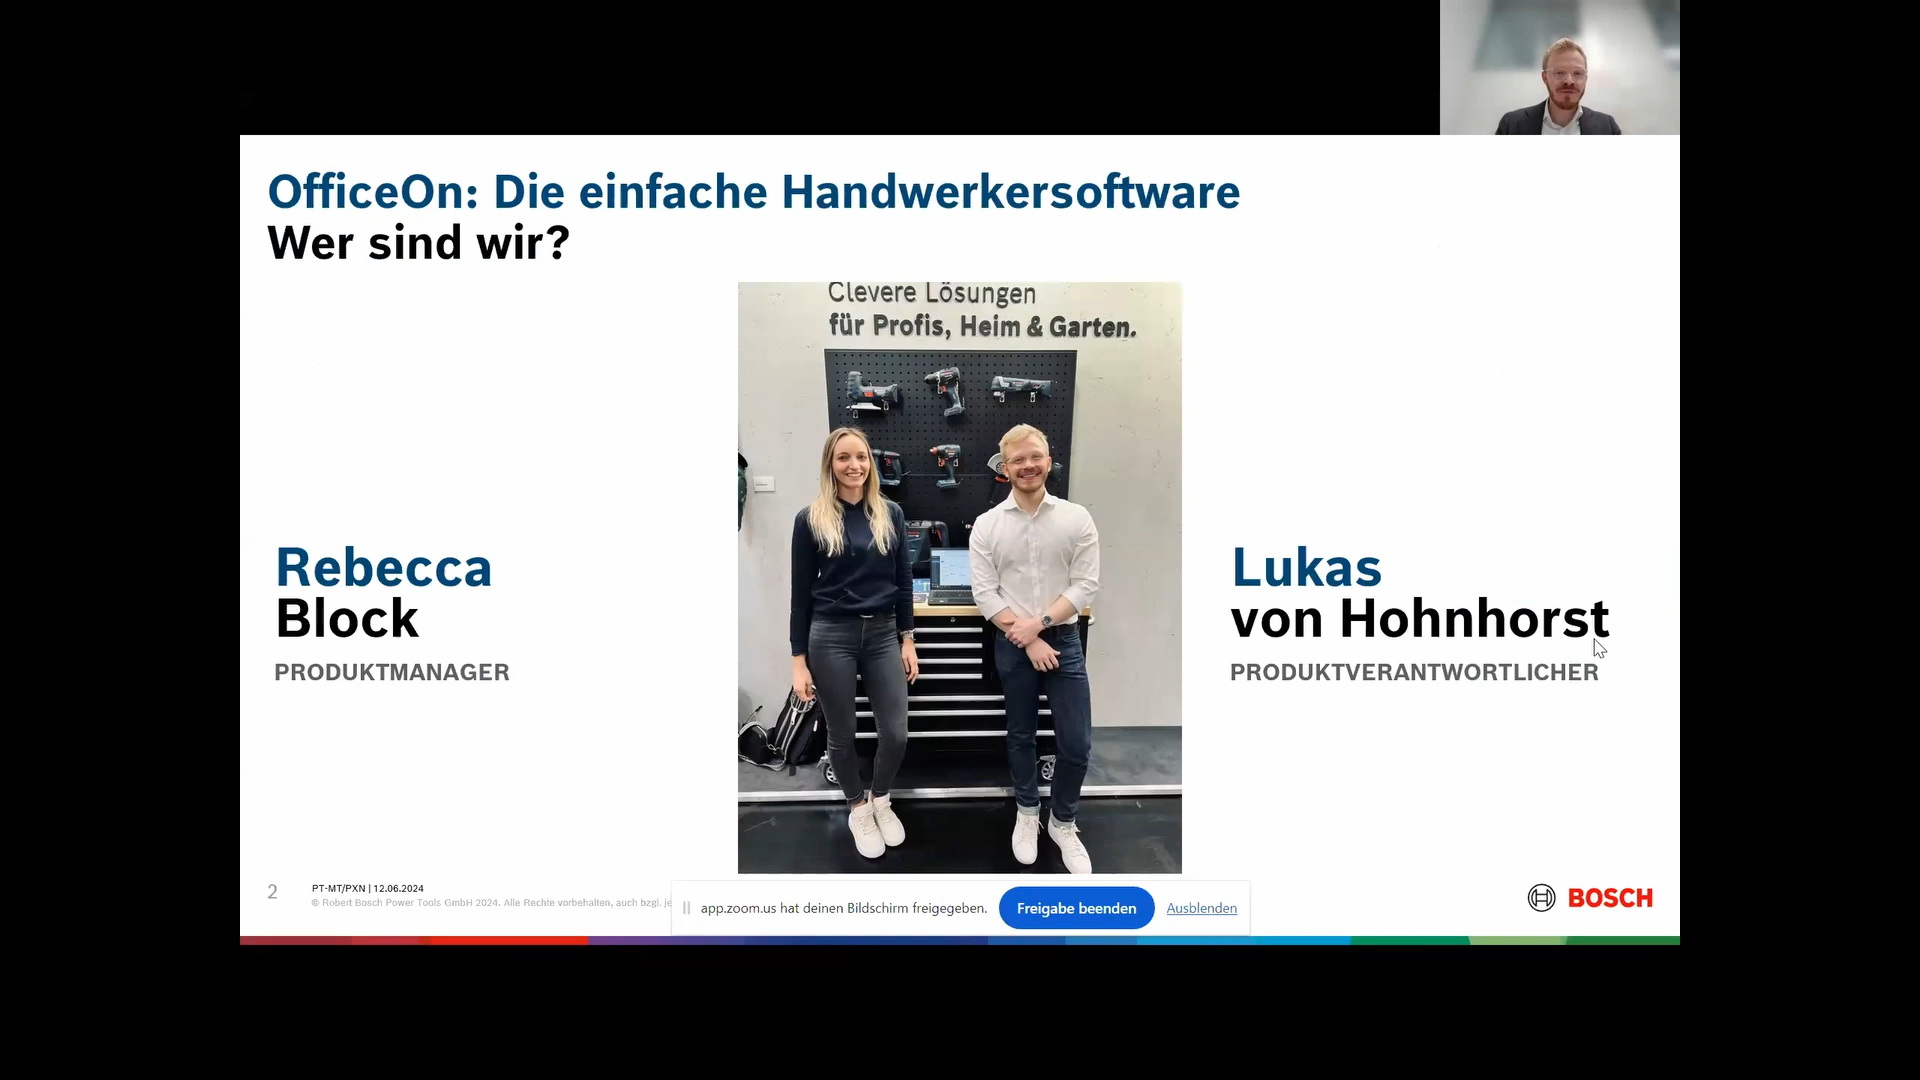 OfficeOn: Die einfache Handwerkersoftware
Wer sind wir?
Clevere Lösungen
für Profis, Heim & Garten.
Rebecca
Block
PRODUKTMANAGER
Lukas
von Hohnhorst
PRODUKTVERANTWORTLICHER
2
PT-MT/PXN | 12.06.2024
© Robert Bosch Power Tools GmbH 2024. Alle Rechte vorbehalten, auch bzgl. je
app.zoom.us hat deinen Bildschirm freigegeben.
Freigabe beenden
Ausblenden
BOSCH